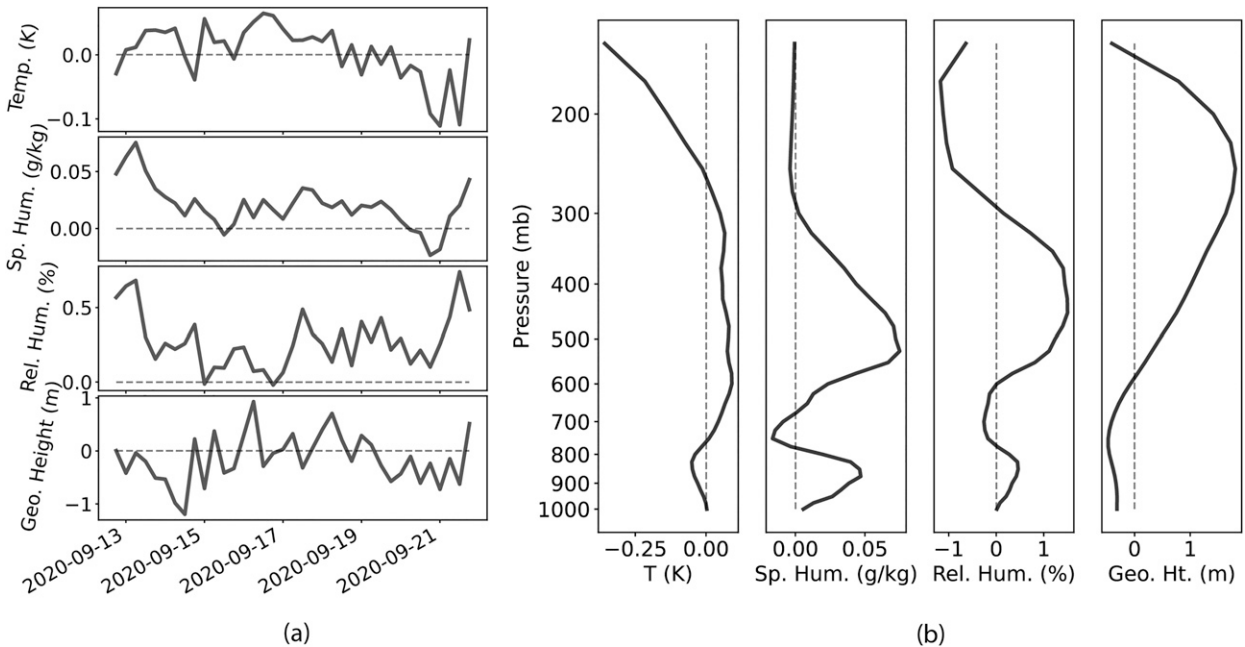 Temp. (K)
0.0
−0.1
Sp. Hum. (g/kg)
0.05
0.00
Rel. Hum. (%)
0.5
0.0
Geo. Height (m)
1
0
−1
2020-09-13
2020-09-15
2020-09-17
2020-09-19
2020-09-21
(a)
Pressure (mb)
200
300
400
500
600
700
800
900
1000
−0.25 0.00
T (K)
0.00 0.05
Sp. Hum. (g/kg)
−1 0 1
Rel. Hum. (%)
0 1
Geo. Ht. (m)
(b)